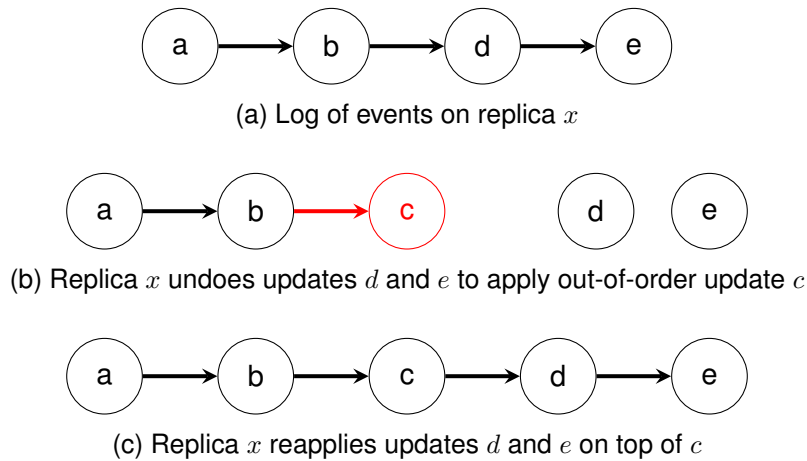 a b d e
(a) Log of events on replica x
a b c d e
(b) Replica x undoes updates d and e to apply out-of-order update c
a b c d e
(c) Replica x reapplies updates d and e on top of c